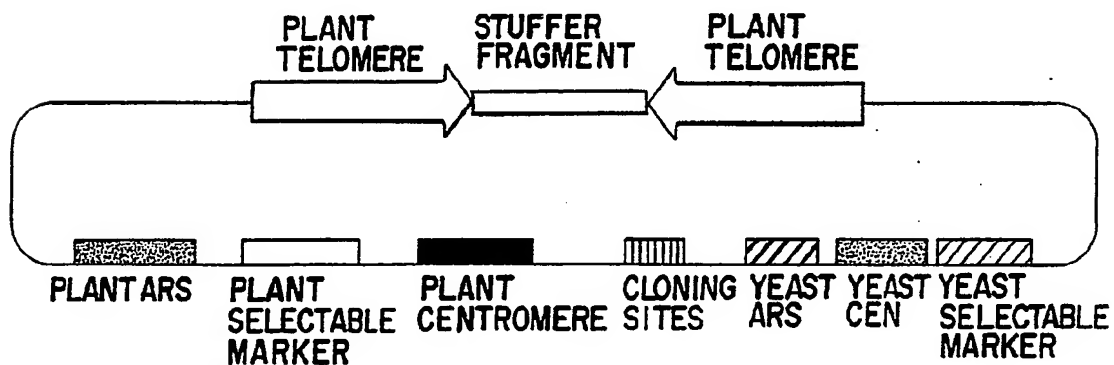 PLANT
TELOMERE
STUFFER
FRAGMENT
PLANT
TELOMERE
PLANT ARS
PLANT
SELECTABLE
MARKER
PLANT
CENTROMERE
CLONING
SITES
YEAST
ARS
YEAST
CEN
YEAST
SELECTABLE
MARKER